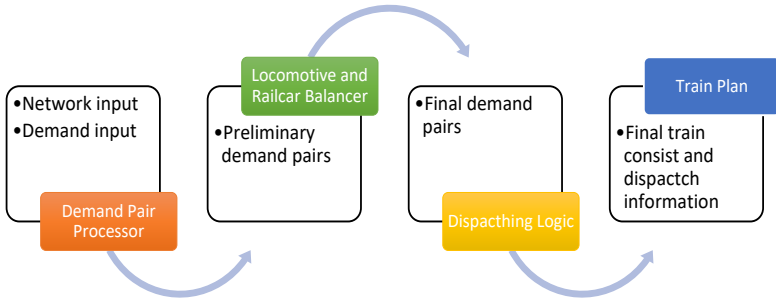 •Network input
•Demand input
Demand Pair
Processor
Locomotive and
Railcar Balancer
•Preliminary
demand pairs
•Final demand
pairs
Dispacthing Logic
Train Plan
•Final train
consist and
dispactch
information